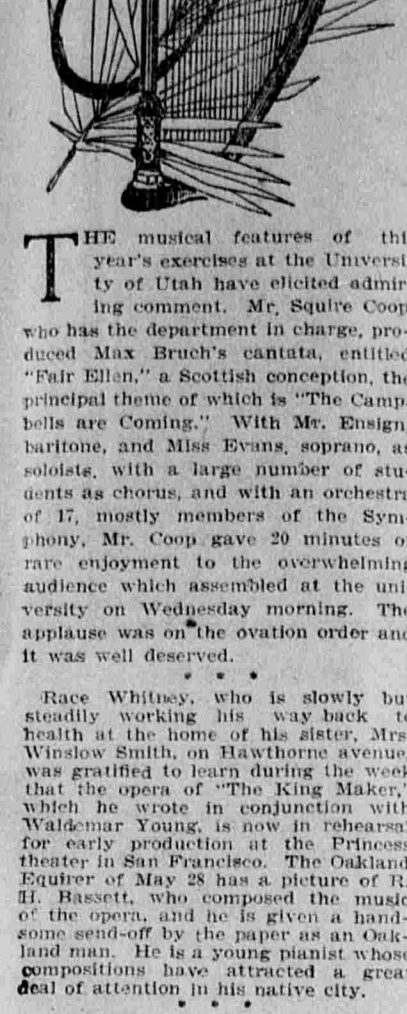 THE musical features of thi
year's exercises at the Universi
ty of Utah have elicited admir
ing comment. Mr. Squire Coop
who has the department in charge, pro-
duced Max Bruch's cantata, entitled
"Fair Ellen," a Scottish conception, the
principal theme of which is "The Camp-
bells are Coming." With Mr. Ensign,
baritone, and Miss Evans, soprano, as
soloists, with a large number of stu-
dents as chorus, and with an orchestra
of 17, mostly members of the Sym-
phony, Mr. Coop gave 20 minutes o
rare enjoyment to the overwhelming
audience which assembled at the uni-
versity on Wednesday morning. The
applause was on the ovation order and
it was well deserved.
* * *
Race Whitney, who is slowly bu
steadily working his way back to
health at the home of his sister, Mrs.
Winslow Smith, on Hawthorne avenue,
was gratified to learn during the week
that the opera of "The King Maker,"
which he wrote in conjunction with
Waldemar Young, is now in rehearsal
for early production at the Princess
theater in San Francisco. The Oakland
Equirer of May 28 has a picture of R.
H. Bassett, who composed the music
of the opera, and he is given a hand-
some send-off by the paper as an Oak-
land man. He is a young pianist whose
compositions have attracted a great
deal of attention in his native city.
* * *